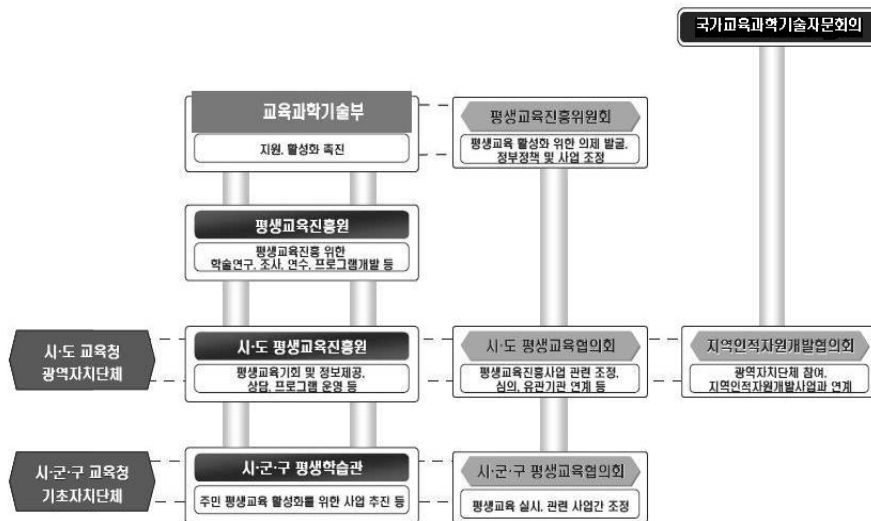 국가교육과학기술자문회의
교육과학기술부
지원, 활성화 촉진
평생교육진흥위원회
평생교육 활성화 위한 의제 발굴,
정부정책 및 사업 조정
평생교육진흥원
평생교육진흥 위한
학술연구, 조사, 연수, 프로그램개발 등
시·도 교육청
광역자치단체
시·도 평생교육진흥원
평생교육기회 및 정보제공,
상담, 프로그램 운영 등
시·도 평생교육협의회
평생교육진흥사업 관련 조정,
심의, 유관기관 연계 등
지역인적자원개발협의회
광역자치단체 참여,
지역인적자원개발사업과 연계
시·군·구 교육청
기초자치단체
시·군·구 평생학습관
주민 평생교육 활성화를 위한 사업 추진 등
시·군·구 평생교육협의회
평생교육 실시, 관련 사업간 조정